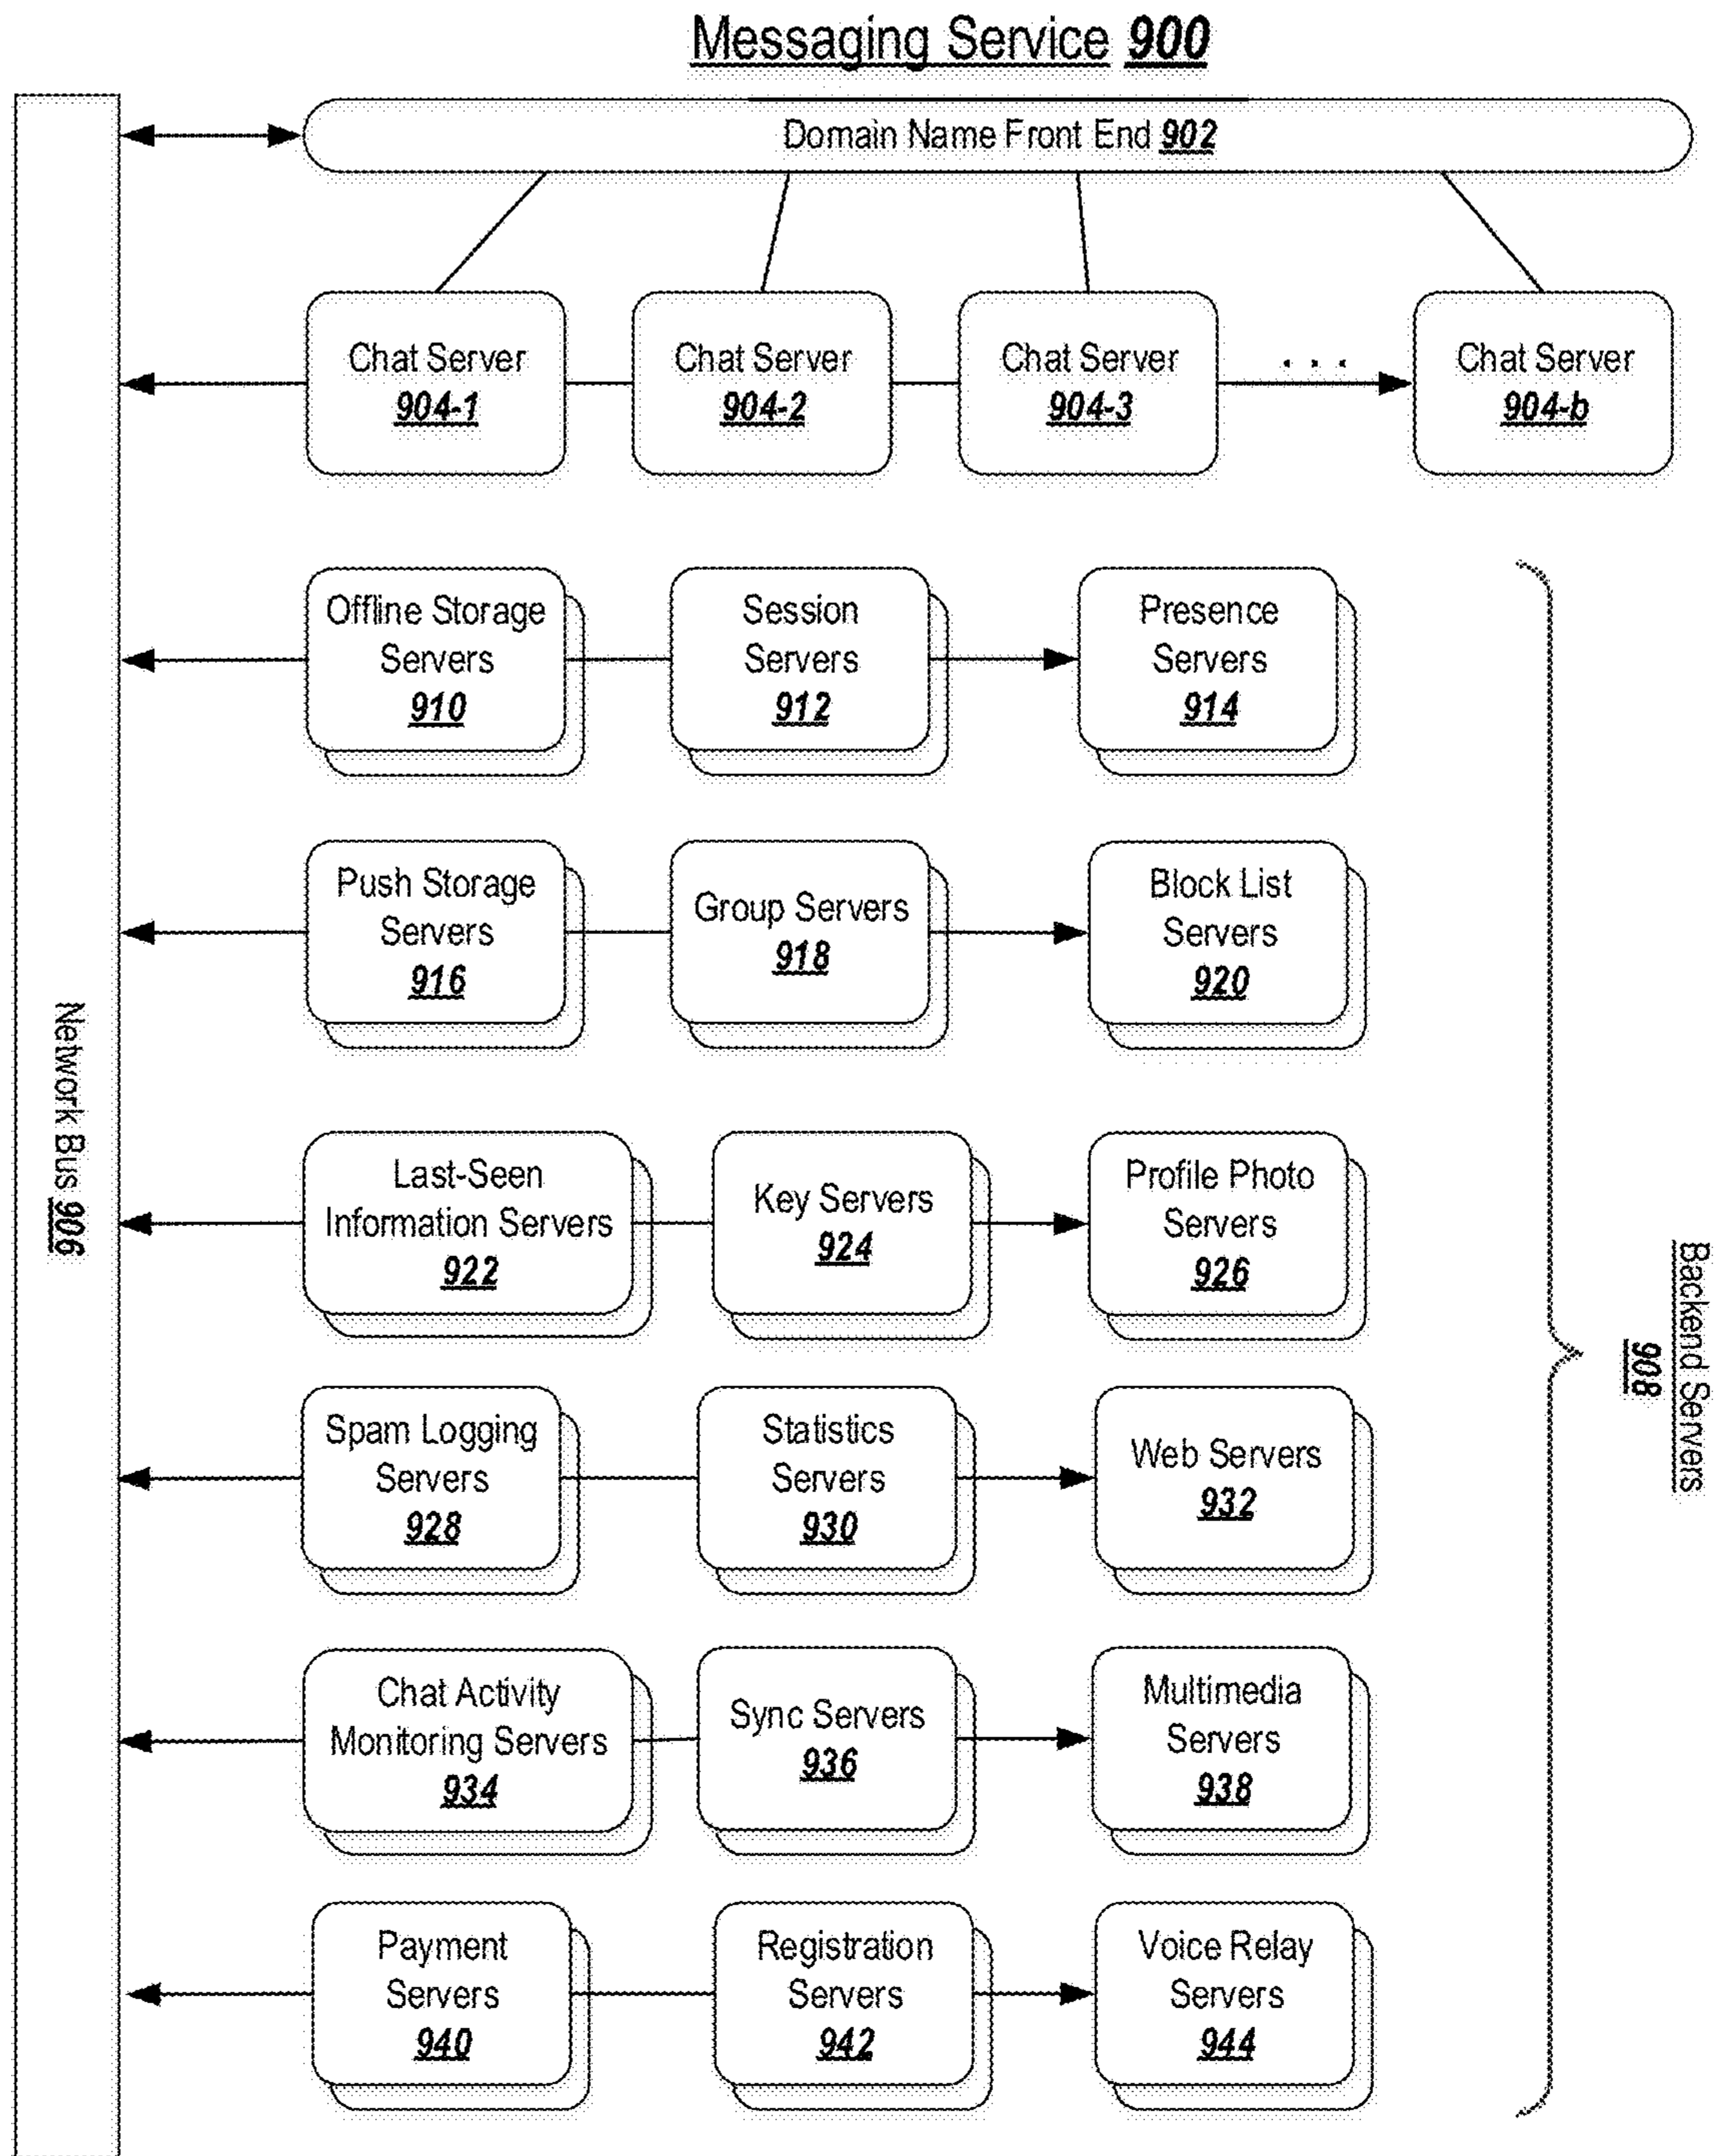 Messaging Service 900
Domain Name Front End 902
Chat Server
904-1
Chat Server
904-2
Chat Server
904-3
. . .
Chat Server
904-b
Offline Storage
Servers
910
Session
Servers
912
Presence
Servers
914
Push Storage
Servers
916
Group Servers
918
Block List
Servers
920
Network Bus 906
Last-Seen
Information Servers
922
Key Servers
924
Profile Photo
Servers
926
Backend Servers
908
Spam Logging
Servers
928
Statistics
Servers
930
Web Servers
932
Chat Activity
Monitoring Servers
934
Sync Servers
936
Multimedia
Servers
938
Payment
Servers
940
Registration
Servers
942
Voice Relay
Servers
944